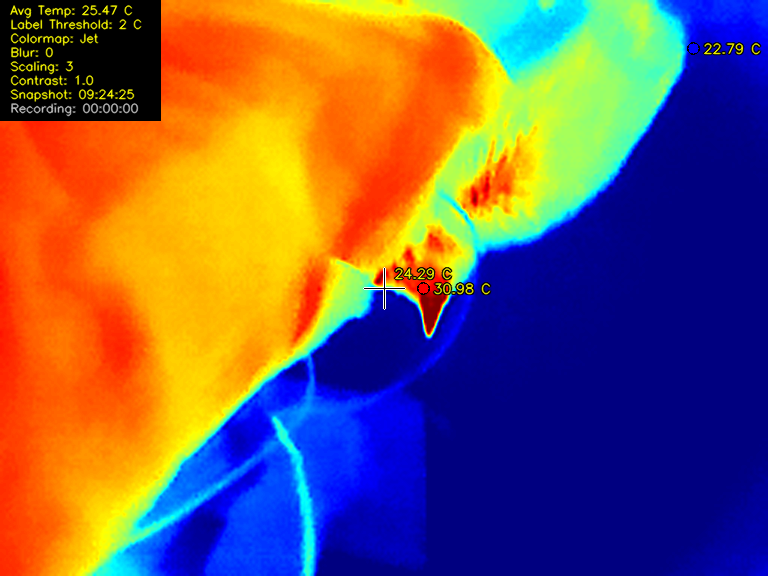 Avg Temp: 25.47 C
Label Threshold: 2 C
Colormap: Jet
Blur: 0
Scaling: 3
Contrast: 1.0
Snapshot: 09:24:25
Recording: 00:00:00
22.79 C
24.29 C
30.98 C